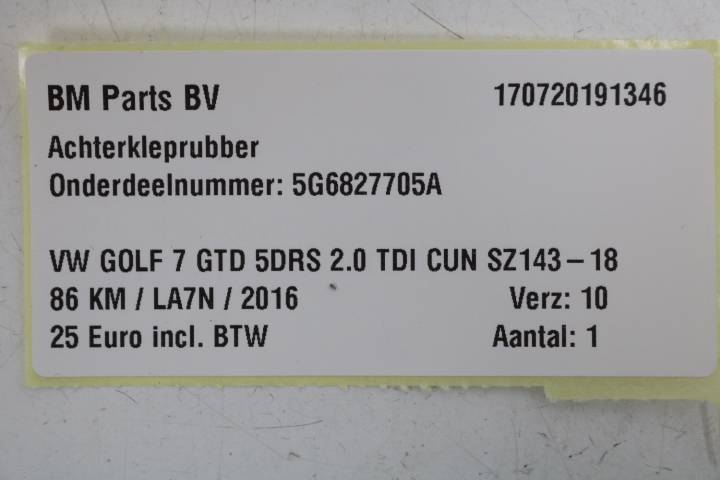 BM Parts BV 170720191346
Achterkleprubber
Onderdeelnummer: 5G6827705A
VW GOLF 7 GTD 5DRS 2.0 TDI CUN SZ143-18
86 KM / LA7N / 2016 Verz: 10
25 Euro incl. BTW Aantal: 1